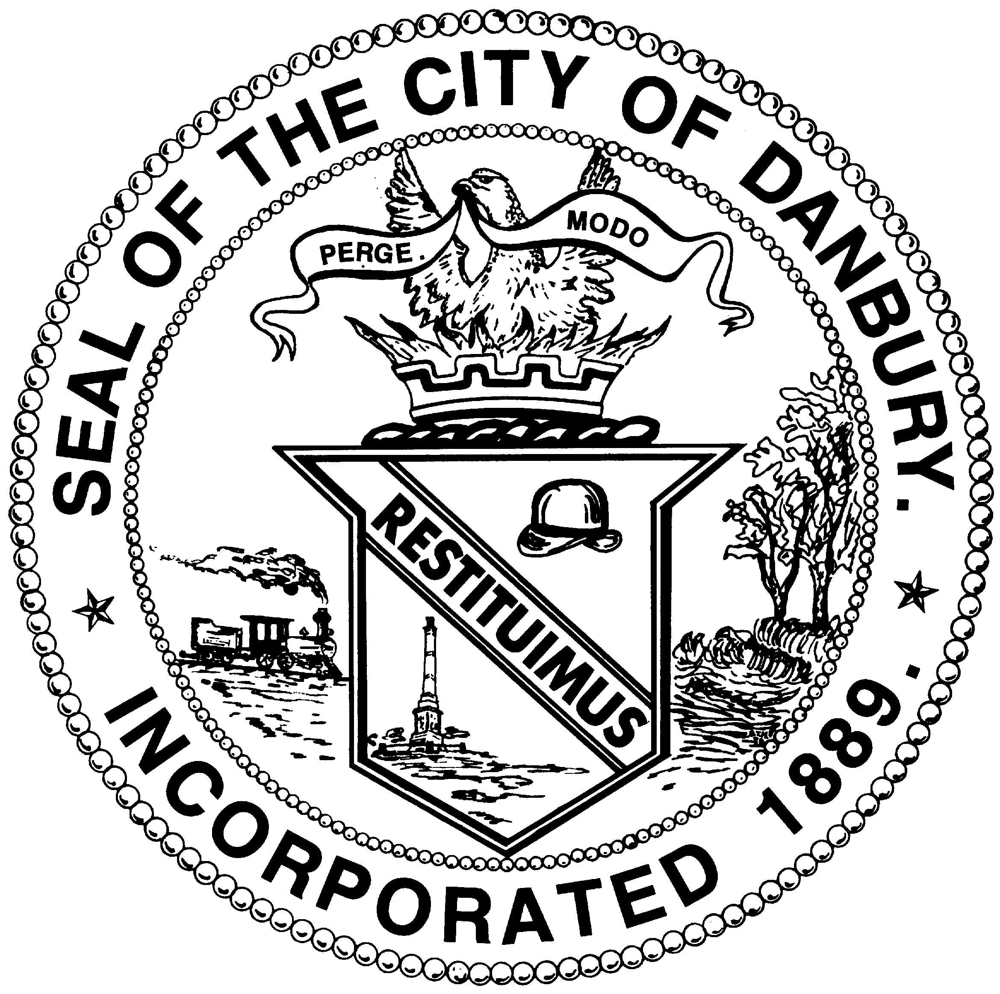 SEAL OF THE CITY OF DANBURY.
PERGE. MODO
RESTITUIMUS
INCORPORATED 1889.